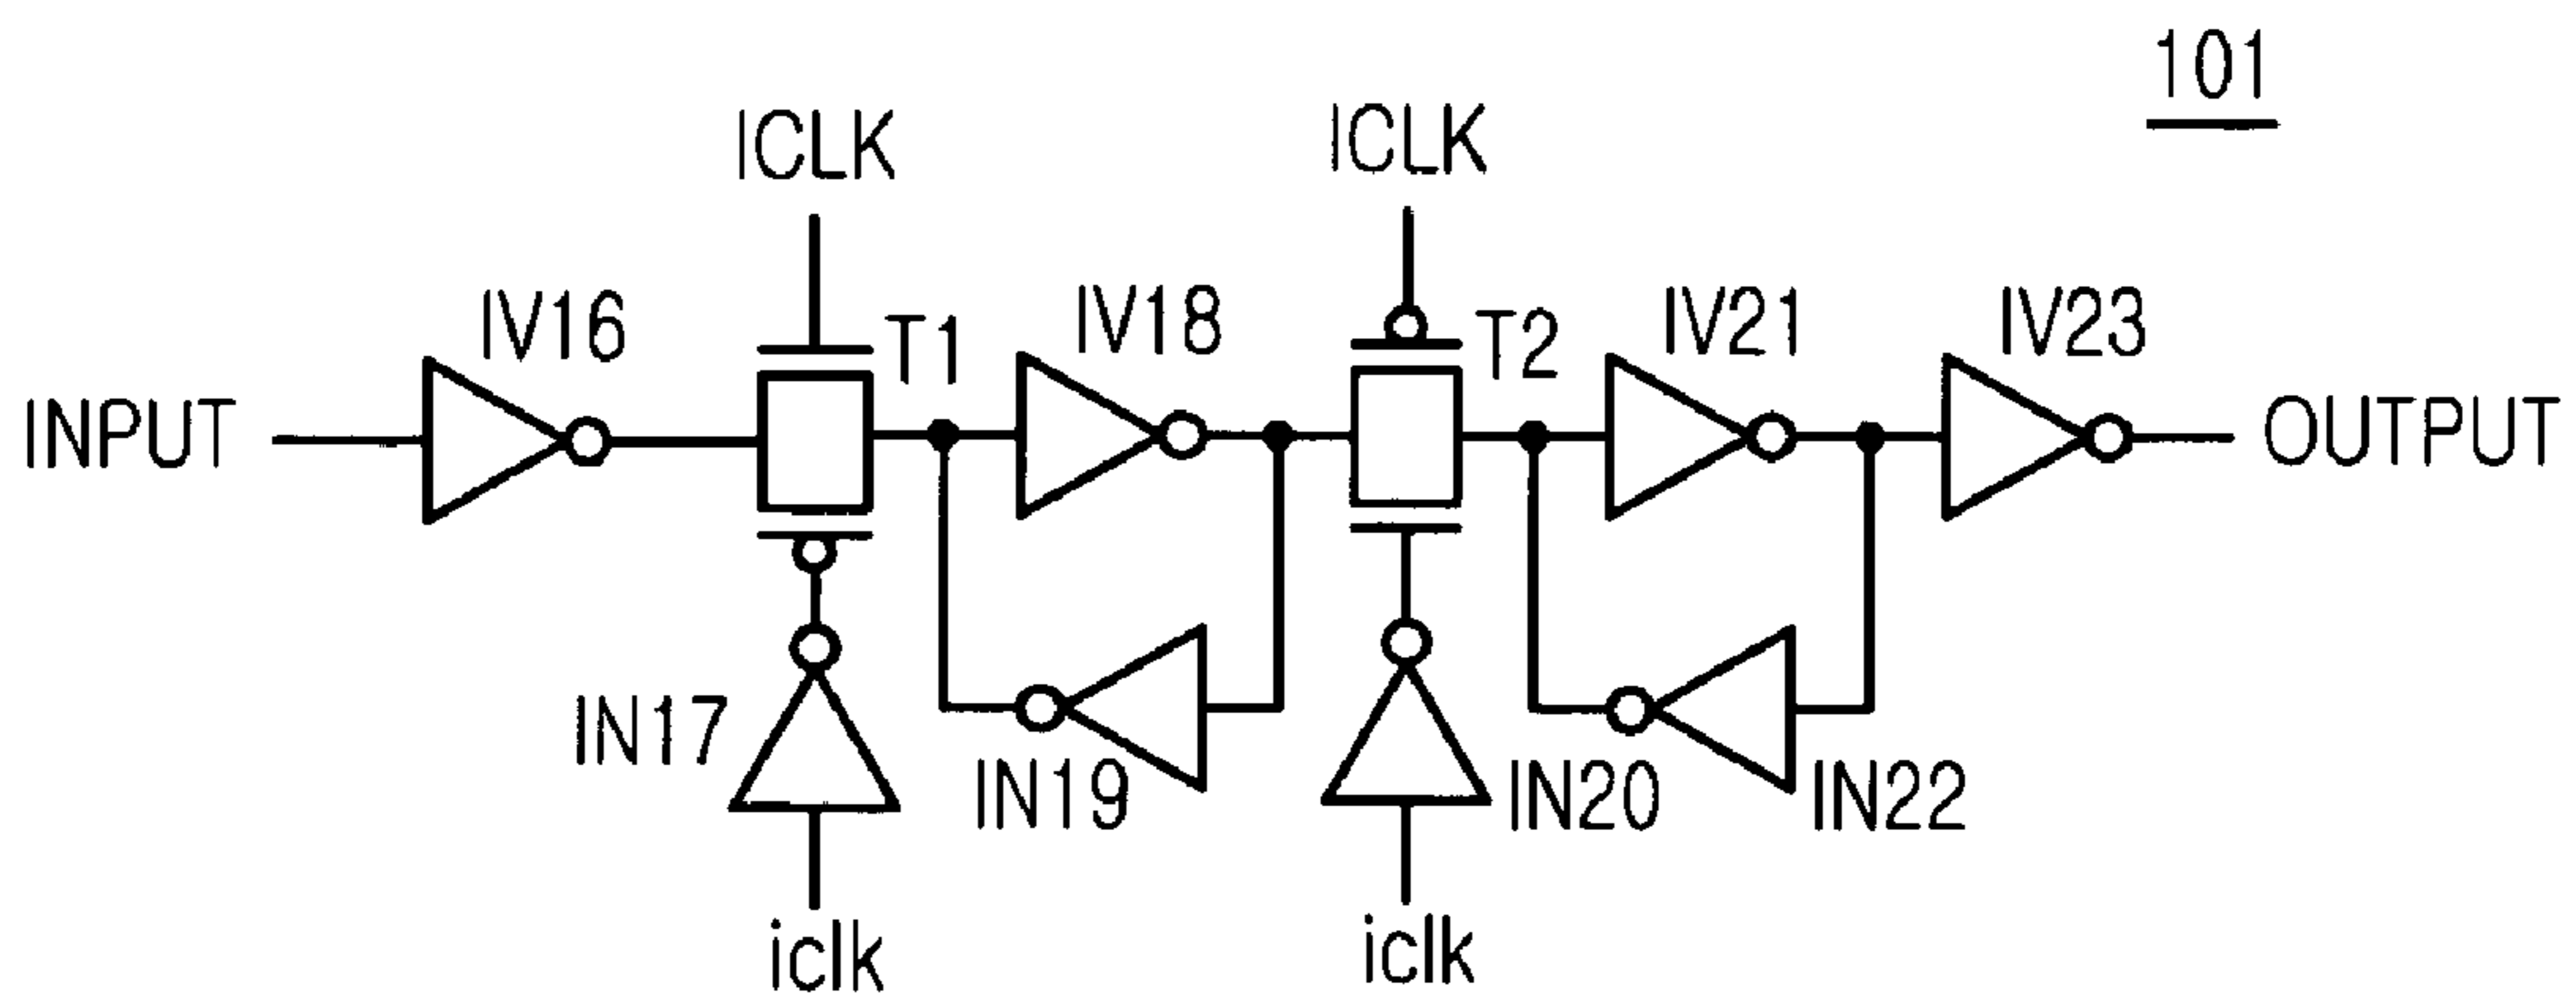 101
ICLK
ICLK
IV16
T1
IV18
T2
IV21
IV23
INPUT
OUTPUT
IN17
IN19
IN20
IN22
iclk
iclk